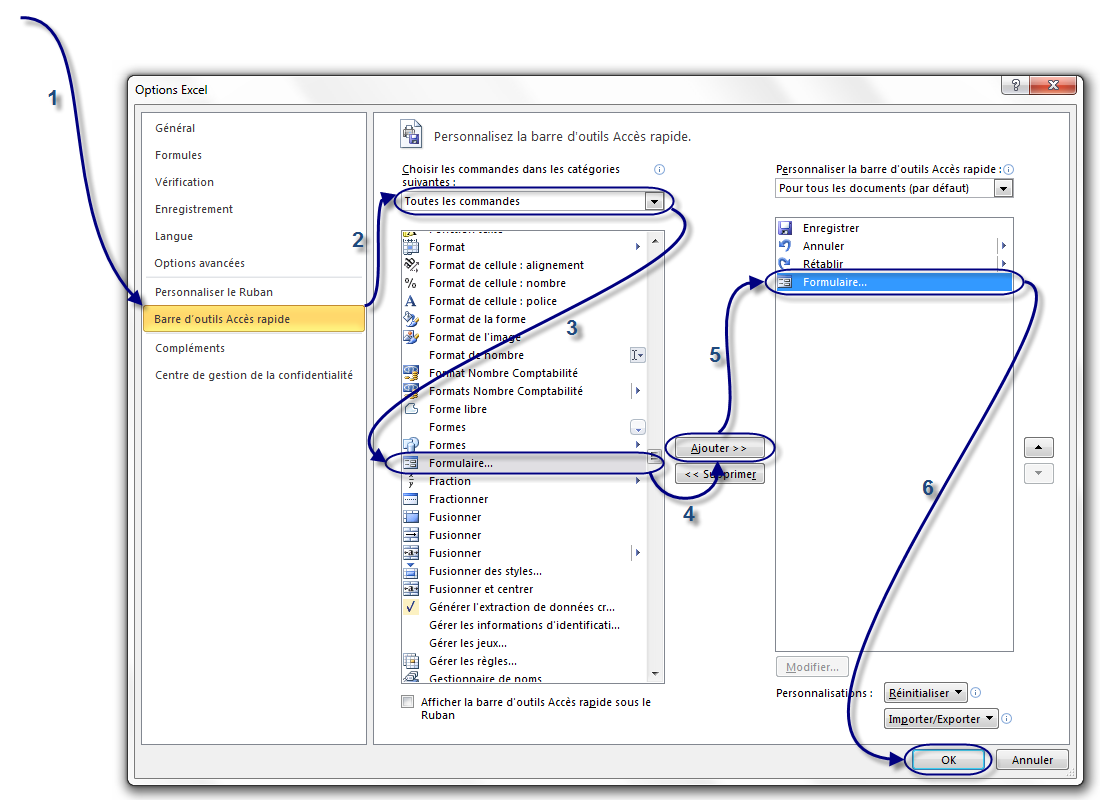 Options Excel
1
Général
Formules
Vérification
Enregistrement
Langue
Options avancées
Personnaliser le Ruban
Barre d'outils Accès rapide
Compléments
Centre de gestion de la confidentialité
Personnalisez la barre d'outils Accès rapide.
Choisir les commandes dans les catégories
suivantes :
Toutes les commandes
2
Format
Format de cellule : alignement
Format de cellule : nombre
Format de cellule : police
Format de la forme
Format de l'image
Format de nombre
Format Nombre Comptabilité
Formats Nombre Comptabilité
Forme libre
Formes
Formes
Formulaire...
Fraction
Fractionner
Fusionner
Fusionner
Fusionner
Fusionner des styles...
Fusionner et centrer
Générer l'extraction de données cr...
Gérer les informations d'identificati...
Gérer les jeux...
Gérer les règles...
Gestionnaire de noms
3
Afficher la barre d'outils Accès rapide sous le
Ruban
Ajouter >>
<< Supprimer
4
5
Personnaliser la barre d'outils Accès rapide :
Pour tous les documents (par défaut)
Enregistrer
Annuler
Rétablir
Formulaire...
6
Modifier...
Personnalisations :
Réinitialiser
Importer/Exporter
OK
Annuler